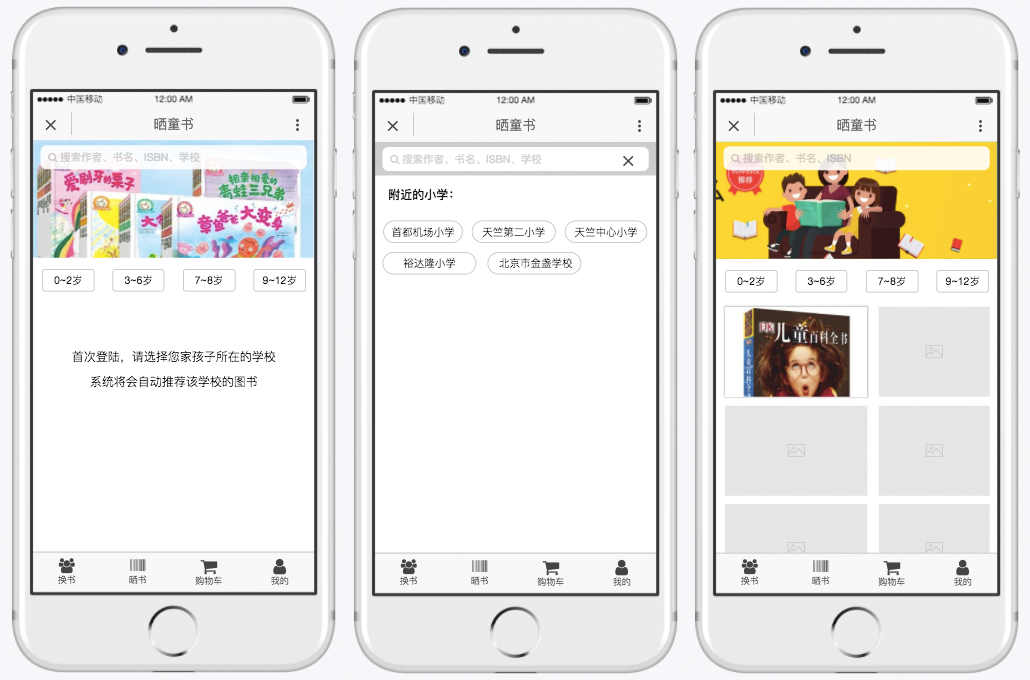 中国移动 12:00 AM
晒童书
搜索作者、书名、ISBN、学校
爱刷牙的栗子
相亲相爱的
青蛙三兄弟
章鱼爸爸大变身
0~2岁 3~6岁 7~8岁 9~12岁
首次登陆，请选择您家孩子所在的学校
系统将会自动推荐该学校的图书
换书 晒书 购物车 我的
中国移动 12:00 AM
晒童书
搜索作者、书名、ISBN、学校
附近的小学：
首都机场小学 天竺第二小学 天竺中心小学
裕达隆小学 北京市金盏学校
换书 晒书 购物车 我的
中国移动 12:00 AM
晒童书
搜索作者、书名、ISBN
推荐
0~2岁 3~6岁 7~8岁 9~12岁
DK 儿童百科全书
儿童百科全书
换书 晒书 购物车 我的